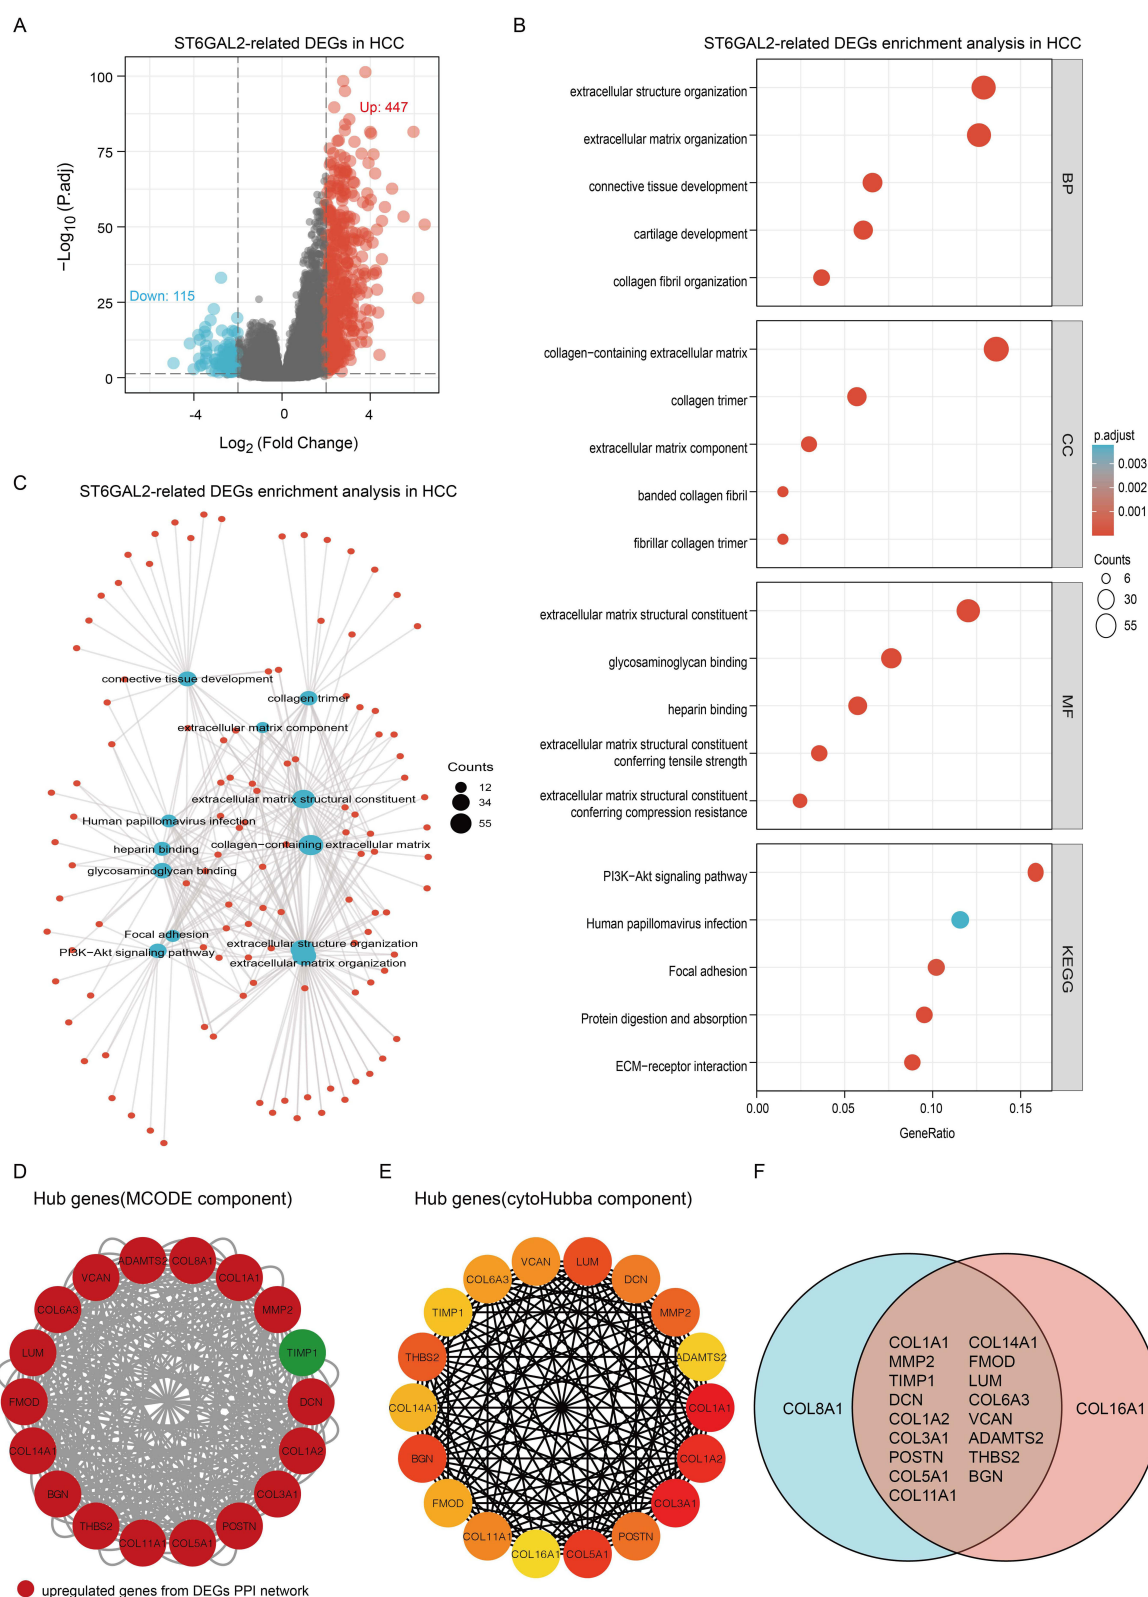 A
ST6GAL2-related DEGs in HCC
100
75
50
25
0
-4
0
4
−Log10 (P.adj)
Log2 (Fold Change)
Up: 447
Down: 115
B
ST6GAL2-related DEGs enrichment analysis in HCC
extracellular structure organization
extracellular matrix organization
connective tissue development
cartilage development
collagen fibril organization
BP
collagen−containing extracellular matrix
collagen trimer
extracellular matrix component
banded collagen fibril
fibrillar collagen trimer
CC
extracellular matrix structural constituent
glycosaminoglycan binding
heparin binding
extracellular matrix structural constituent
conferring tensile strength
extracellular matrix structural constituent
conferring compression resistance
MF
PI3K−Akt signaling pathway
Human papillomavirus infection
Focal adhesion
Protein digestion and absorption
ECM−receptor interaction
KEGG
0.00
0.05
0.10
0.15
GeneRatio
p.adjust
0.003
0.002
0.001
Counts
6
30
55
C
ST6GAL2-related DEGs enrichment analysis in HCC
connective tissue development
collagen trimer
extracellular matrix component
extracellular matrix structural constituent
Human papillomavirus infection
collagen−containing extracellular matrix
heparin binding
glycosaminoglycan binding
Focal adhesion
extracellular structure organization
PI3K−Akt signaling pathway
extracellular matrix organization
Counts
12
34
55
D
Hub genes(MCODE component)
ADAMTS2
COL8A1
VCAN
COL1A1
COL6A3
MMP2
LUM
TIMP1
FMOD
DCN
COL14A1
COL1A2
BGN
COL3A1
THBS2
POSTN
COL11A1
COL5A1
upregulated genes from DEGs PPI network
E
Hub genes(cytoHubba component)
VCAN
LUM
COL6A3
DCN
TIMP1
MMP2
THBS2
ADAMTS2
COL14A1
COL1A1
BGN
COL1A2
FMOD
COL3A1
COL11A1
POSTN
COL16A1
COL5A1
F
COL8A1
COL1A1 COL14A1
MMP2 FMOD
TIMP1 LUM
DCN COL6A3
COL1A2 VCAN
COL3A1 ADAMTS2
POSTN THBS2
COL5A1 BGN
COL11A1
COL16A1